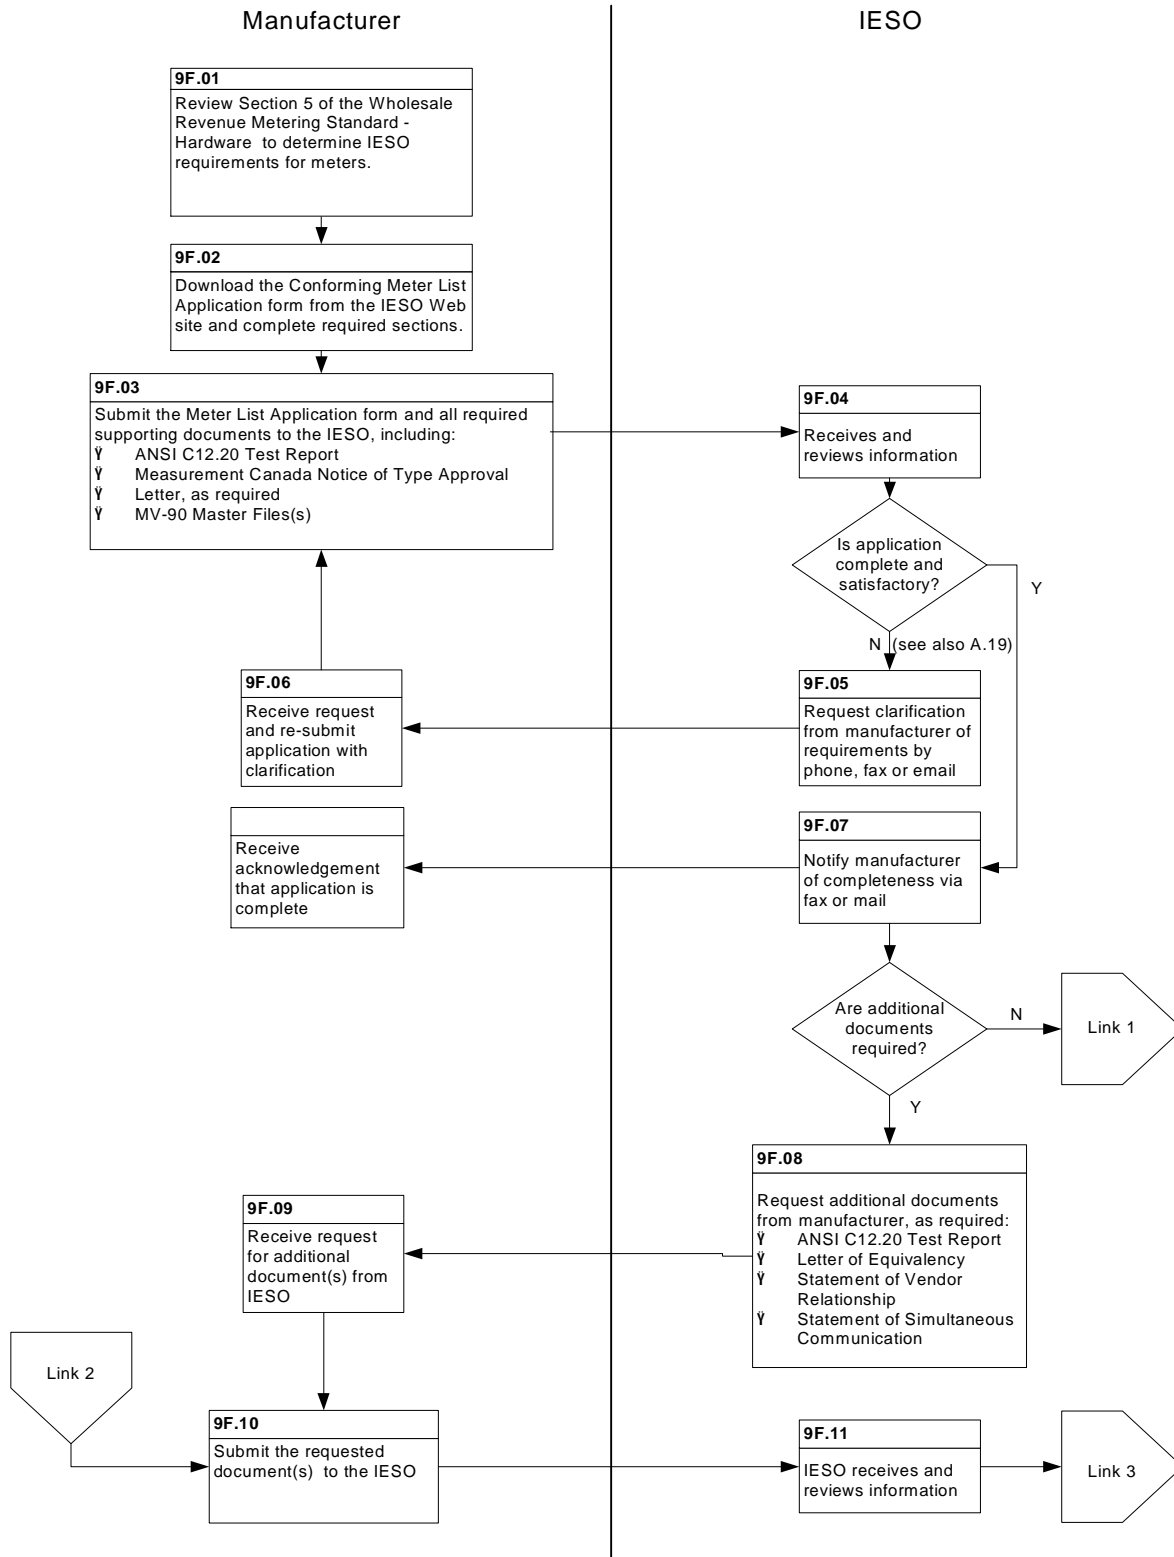 Manufacturer
IESO
9F.01
Review Section 5 of the Wholesale
Revenue Metering Standard -
Hardware to determine IESO
requirements for meters.
9F.02
Download the Conforming Meter List
Application form from the IESO Web
site and complete required sections.
9F.03
Submit the Meter List Application form and all required
supporting documents to the IESO, including:
Ÿ ANSI C12.20 Test Report
Ÿ Measurement Canada Notice of Type Approval
Ÿ Letter, as required
Ÿ MV-90 Master Files(s)
9F.04
Receives and
reviews information
Is application
complete and
satisfactory?
Y
N (see also A.19)
9F.05
Request clarification
from manufacturer of
requirements by
phone, fax or email
9F.06
Receive request
and re-submit
application with
clarification
9F.07
Notify manufacturer
of completeness via
fax or mail
Receive
acknowledgement
that application is
complete
Are additional
documents
required?
N
Link 1
Y
9F.08
Request additional documents
from manufacturer, as required:
Ÿ ANSI C12.20 Test Report
Ÿ Letter of Equivalency
Ÿ Statement of Vendor
Relationship
Ÿ Statement of Simultaneous
Communication
9F.09
Receive request
for additional
document(s) from
IESO
Link 2
9F.10
Submit the requested
document(s) to the IESO
9F.11
IESO receives and
reviews information
Link 3